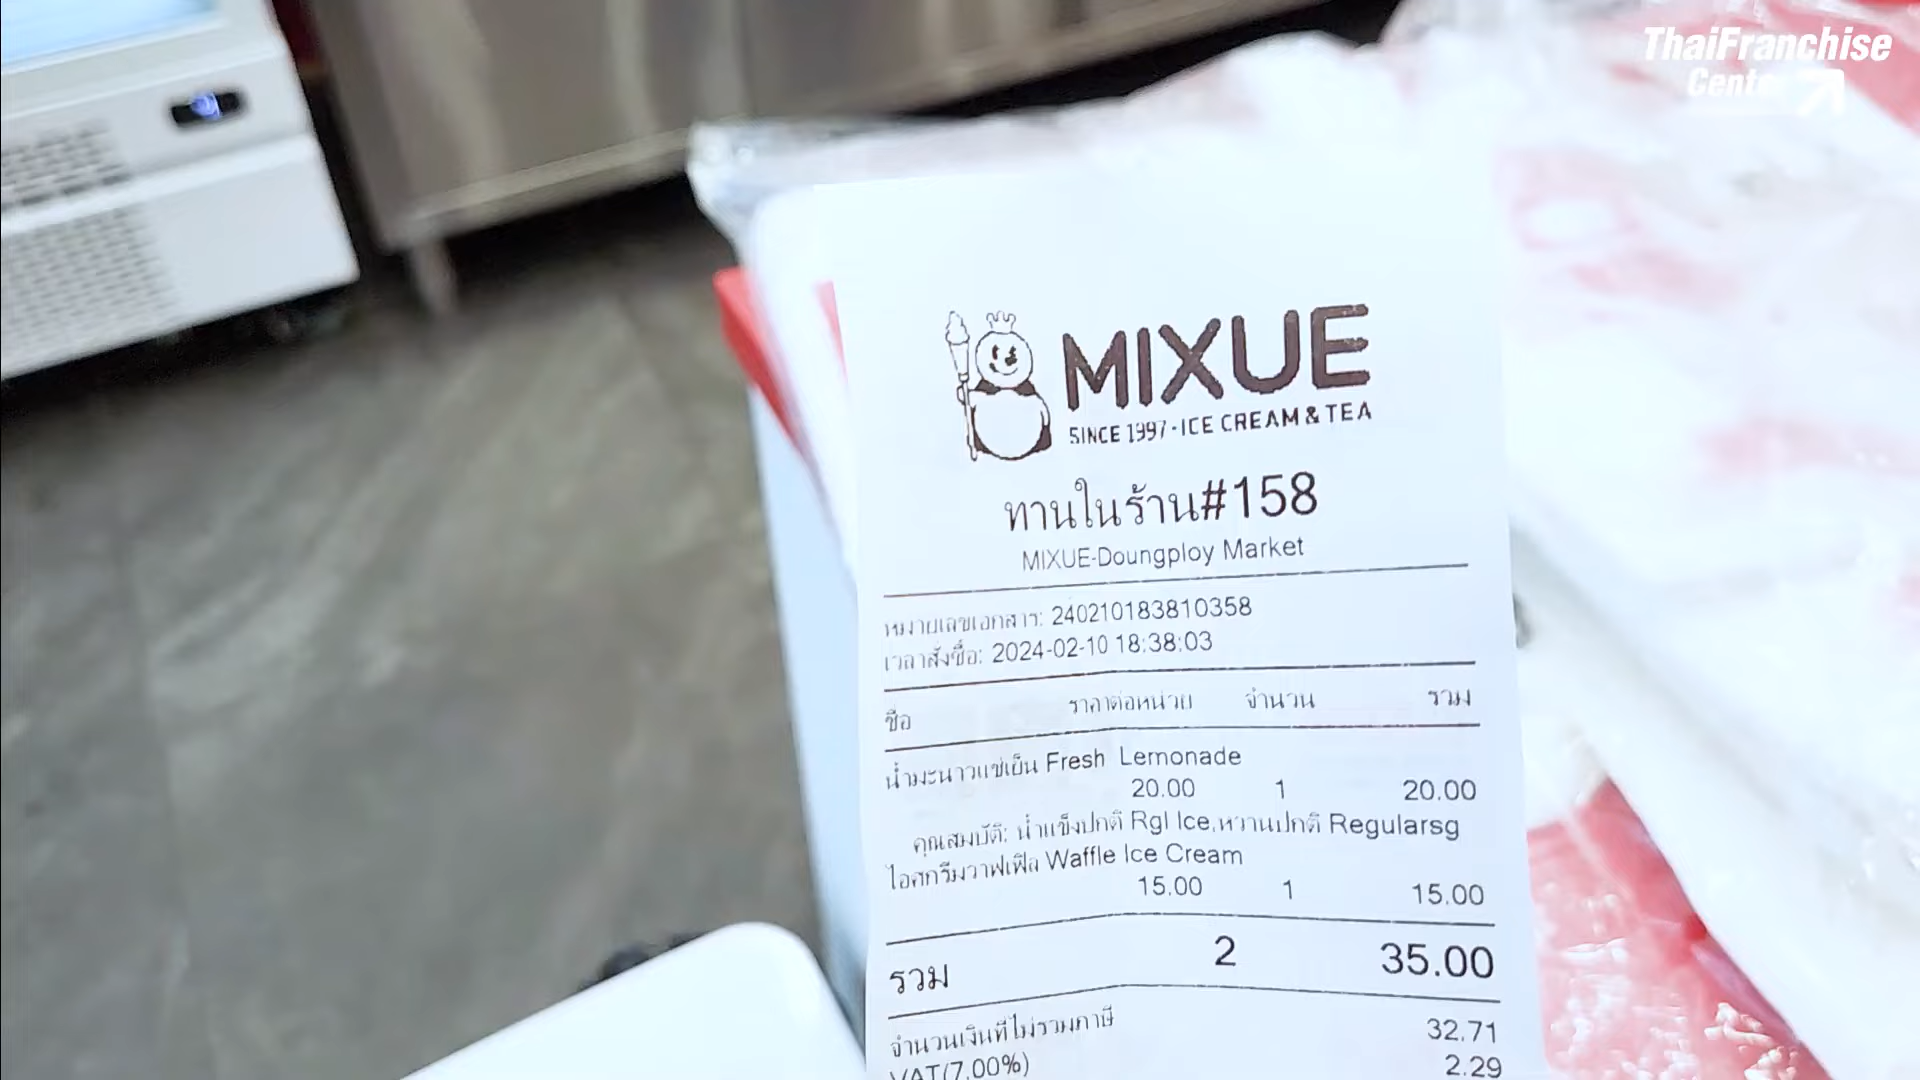 ThaiFranchise
Center
MIXUE
SINCE 1997·ICE CREAM & TEA
ทานในร้าน#158
MIXUE-Doungploy Market
หมายเลขเอกสาร: 240210183810358
เวลาสั่งซื้อ: 2024-02-10 18:38:03
ชื่อ ราคาต่อหน่วย จำนวน รวม
น้ำมะนาวแช่เย็น Fresh Lemonade
20.00 1 20.00
คุณสมบัติ: น้ำแข็งปกติ Rgl Ice,หวานปกติ Regularsg
ไอศกรีมวาฟเฟิล Waffle Ice Cream
15.00 1 15.00
รวม 2 35.00
จำนวนเงินที่ไม่รวมภาษี 32.71
VAT(7.00%) 2.29